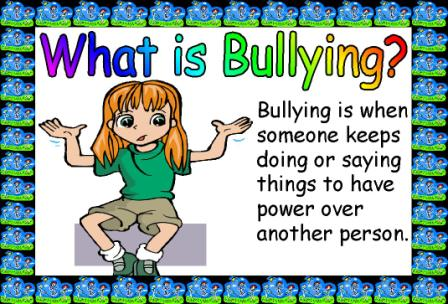 What is Bullying?
Bullying is when
someone keeps
doing or saying
things to have
power over
another person.